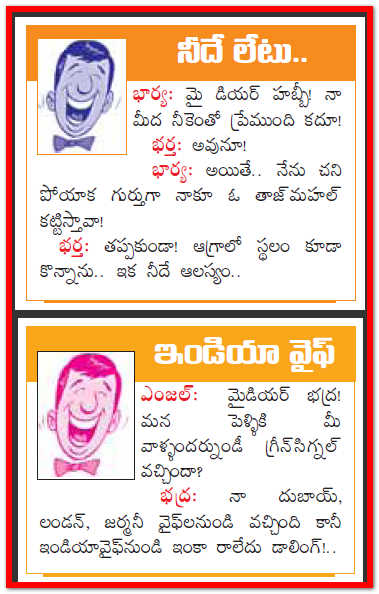 నీదే లేటు..
భార్య: మై డియర్ హబ్బీ! నా
మీద నీకెంతో ప్రేముంది కదూ!
భర్త: అవునూ!
భార్య: అయితే.. నేను చని
పోయాక గుర్తుగా నాకూ ఓ తాజ్‌మహల్
కట్టిస్తావా!
భర్త: తప్పకుండా! ఆగ్రాలో స్థలం కూడా
కొన్నాను.. ఇక నీదే ఆలస్యం..
ఇండియా వైఫ్
ఎంజల్: మైడియర్ భద్ర!
మన పెళ్ళికి మీ
వాళ్ళందర్నుండీ గ్రీన్‌సిగ్నల్
వచ్చిందా?
భద్ర: నా దుబాయ్,
లండన్, జర్మనీ వైఫ్‌లనుండి వచ్చింది కానీ
ఇండియావైఫ్‌నుండి ఇంకా రాలేదు డాలింగ్!..